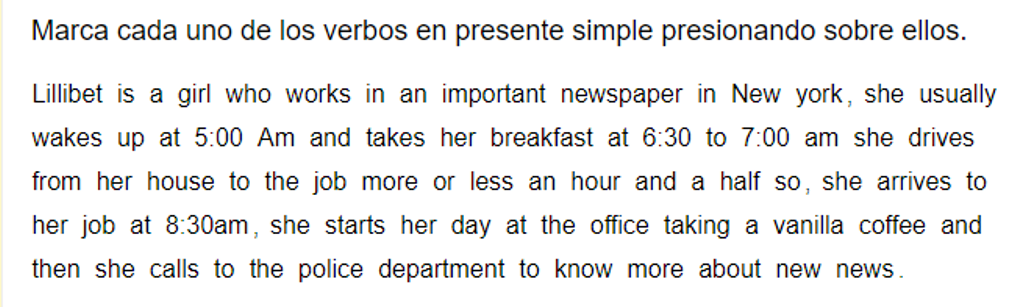 Marca cada uno de los verbos en presente simple presionando sobre ellos.
Lillibet is a girl who works in an important newspaper in New york, she usually
wakes up at 5:00 Am and takes her breakfast at 6:30 to 7:00 am she drives
from her house to the job more or less an hour and a half so, she arrives to
her job at 8:30am, she starts her day at the office taking a vanilla coffee and
then she calls to the police department to know more about new news.